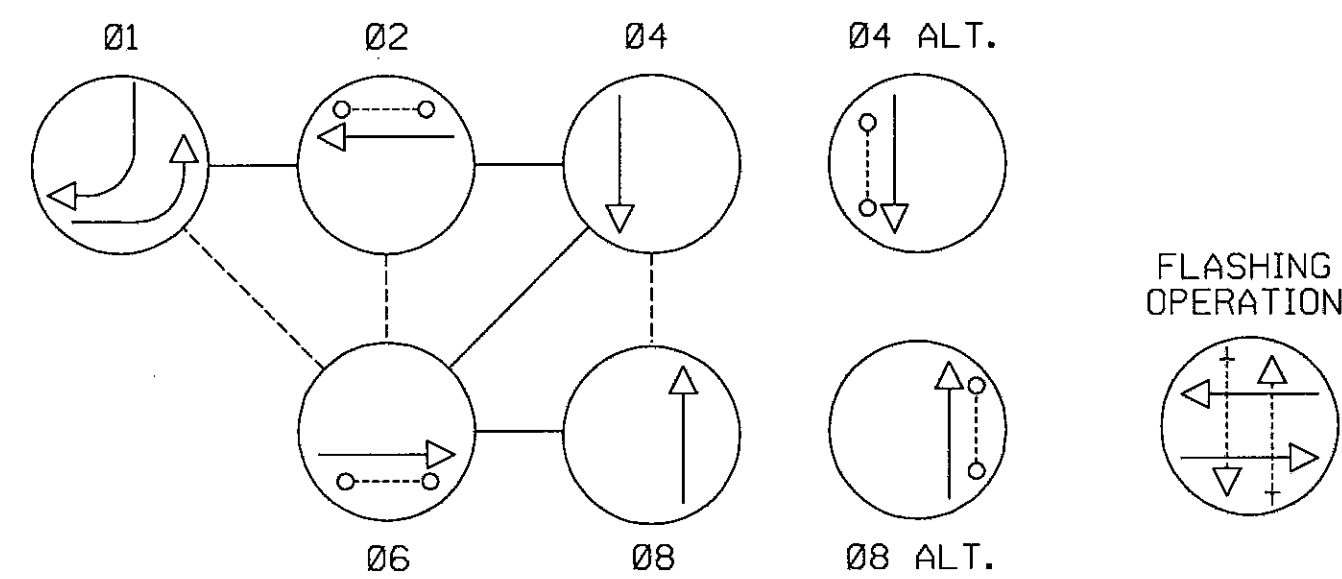 Ø1
Ø2
Ø4
Ø4 ALT.
FLASHING
OPERATION
Ø6
Ø8
Ø8 ALT.